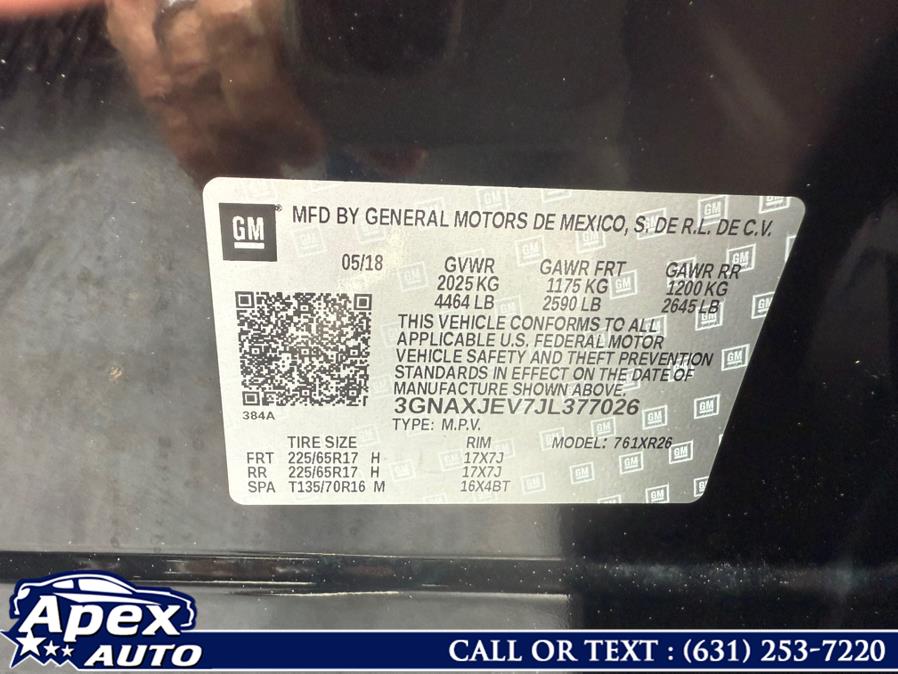 GM MFD BY GENERAL MOTORS DE MEXICO, S. DE R.L. DE C.V.
05/18 GVWR GAWR FRT GAWR RR
2025 KG 1175 KG 1200 KG
4464 LB 2590 LB 2645 LB
THIS VEHICLE CONFORMS TO ALL
APPLICABLE U.S. FEDERAL MOTOR
VEHICLE SAFETY AND THEFT PREVENTION
STANDARDS IN EFFECT ON THE DATE OF
MANUFACTURE SHOWN ABOVE.
384A 3GNAXJEV7JL377026
TYPE: M.P.V. MODEL: 761XR26
TIRE SIZE RIM
FRT 225/65R17 H 17X7J
RR 225/65R17 H 17X7J
SPA T135/70R16 M 16X4BT
APEX
AUTO
CALL OR TEXT : (631) 253-7220